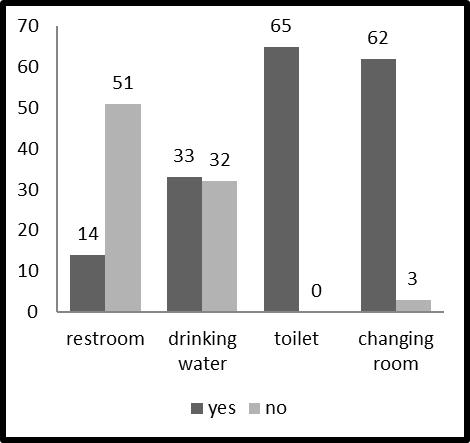 70
60
50
40
30
20
10
0
14
51
33
32
65
0
62
3
restroom
drinking
water
toilet
changing
room
yes
no